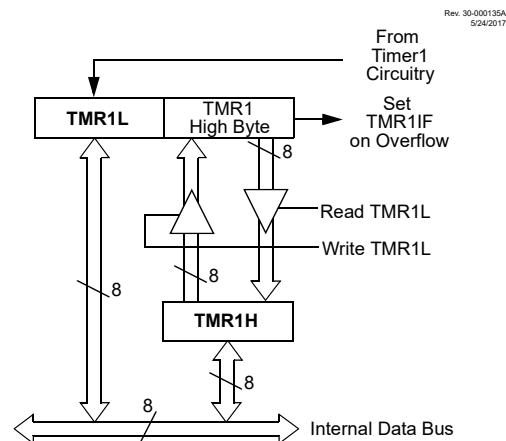 Rev. 30-000135A
5/24/2017
From
Timer1
Circuitry
TMR1L
TMR1
High Byte
Set
TMR1IF
on Overflow
8
Read TMR1L
Write TMR1L
8
8
TMR1H
8
8
Internal Data Bus